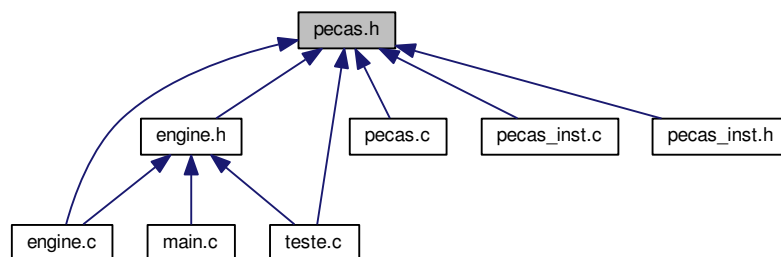 pecas.h
engine.h
pecas.c
pecas_inst.c
pecas_inst.h
engine.c
main.c
teste.c